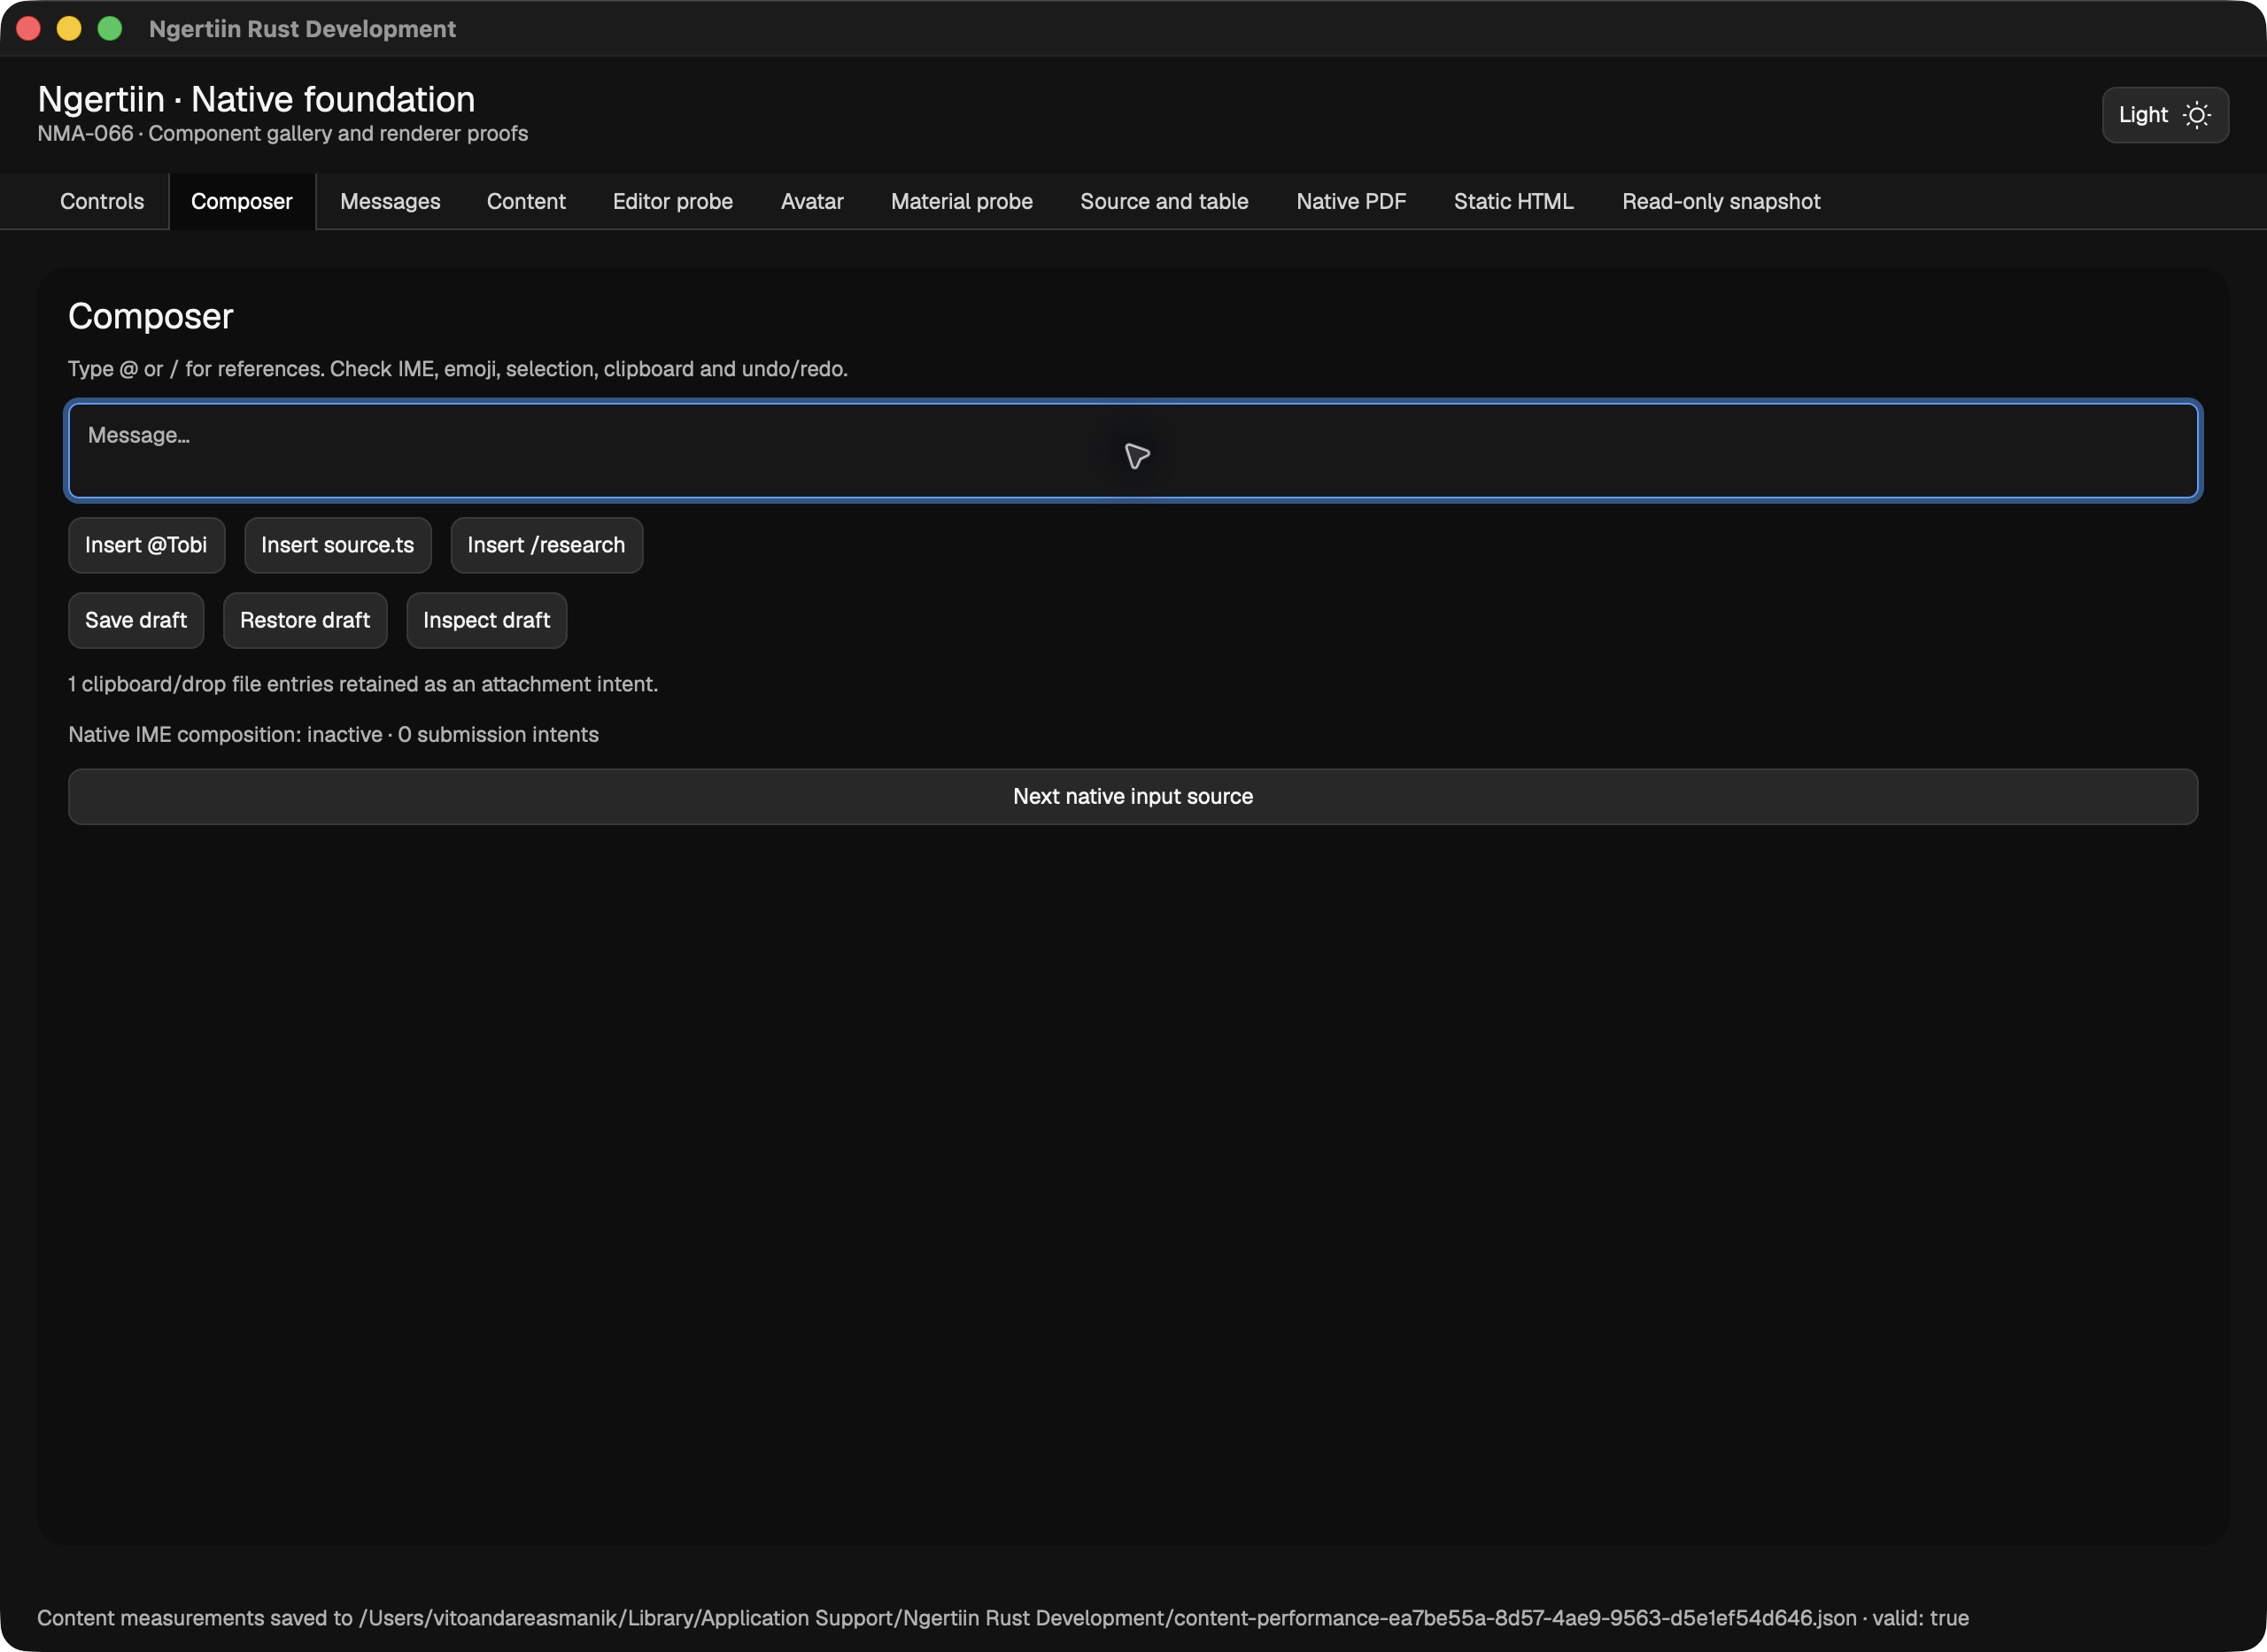 Ngertiin Rust Development
Ngertiin · Native foundation
NMA-066 · Component gallery and renderer proofs
Light
Controls Composer Messages Content Editor probe Avatar Material probe Source and table Native PDF Static HTML Read-only snapshot
Composer
Type @ or / for references. Check IME, emoji, selection, clipboard and undo/redo.
Message…
Insert @Tobi Insert source.ts Insert /research
Save draft Restore draft Inspect draft
1 clipboard/drop file entries retained as an attachment intent.
Native IME composition: inactive · 0 submission intents
Next native input source
Content measurements saved to /Users/vitoandareasmanik/Library/Application Support/Ngertiin Rust Development/content-performance-ea7be55a-8d57-4ae9-9563-d5e1ef54d646.json · valid: true